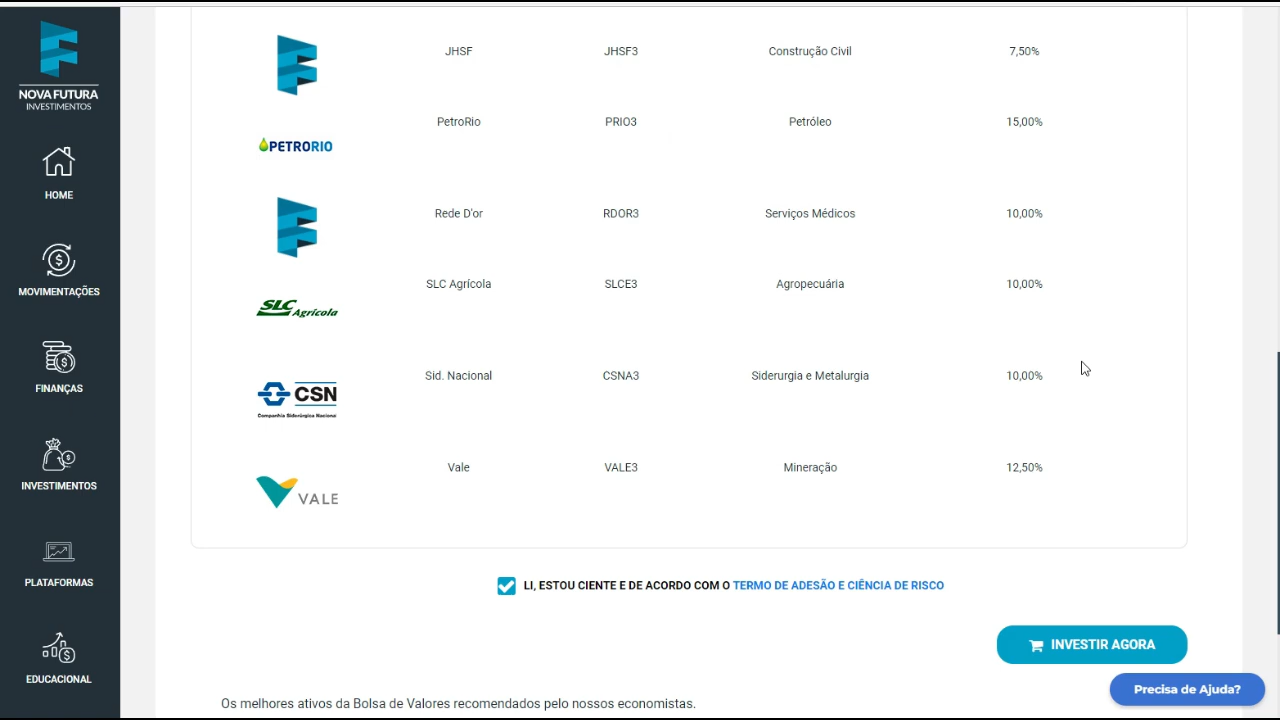 NOVA FUTURA
INVESTIMENTOS
HOME
MOVIMENTAÇÕES
FINANÇAS
INVESTIMENTOS
PLATAFORMAS
EDUCACIONAL
JHSF JHSF3 Construção Civil 7,50%
PetroRio PRIO3 Petróleo 15,00%
PETRORIO
Rede D'or RDOR3 Serviços Médicos 10,00%
SLC Agrícola SLCE3 Agropecuária 10,00%
SLC Agrícola
Sid. Nacional CSNA3 Siderurgia e Metalurgia 10,00%
CSN
Companhia Siderúrgica Nacional
Vale VALE3 Mineração 12,50%
VALE
LI, ESTOU CIENTE E DE ACORDO COM O TERMO DE ADESÃO E CIÊNCIA DE RISCO
INVESTIR AGORA
Precisa de Ajuda?
Os melhores ativos da Bolsa de Valores recomendados pelo nossos economistas.